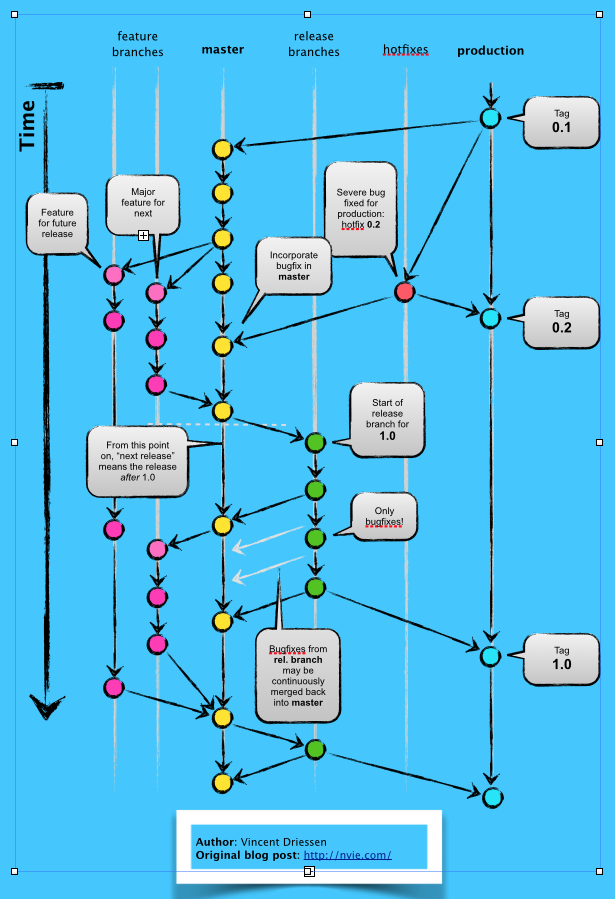 feature
branches
master
release
branches
hotfixes
production
Time
Tag
0.1
Major
feature for
next
Severe bug
fixed for
production:
hotfix 0.2
Feature
for future
release
Incorporate
bugfix in
master
Tag
0.2
Start of
release
branch for
1.0
From this point
on, “next release”
means the release
after 1.0
Only
bugfixes!
Tag
1.0
Bugfixes from
rel. branch
may be
continuously
merged back
into master
Author: Vincent Driessen
Original blog post: http://nvie.com/